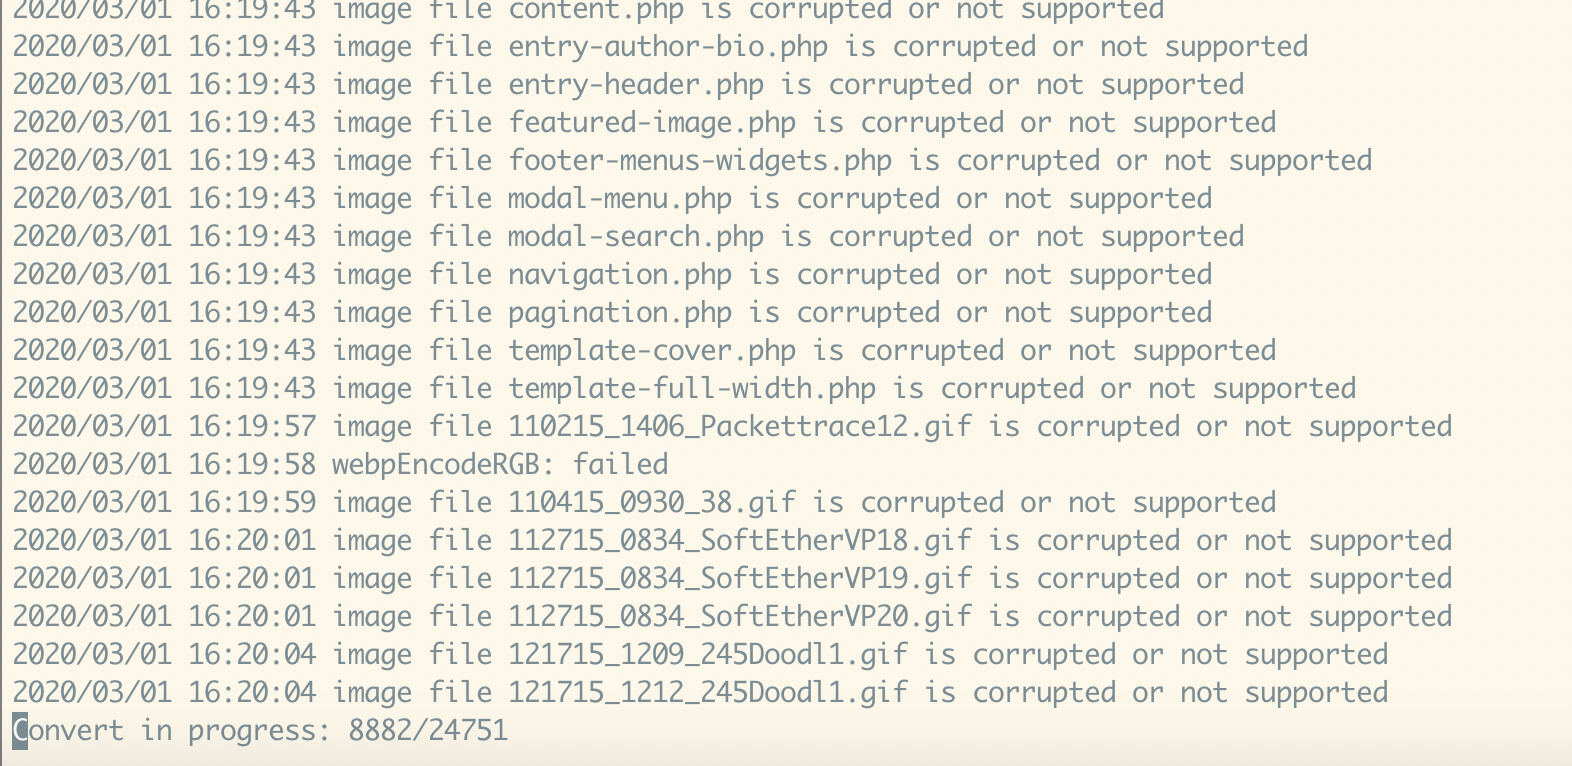 2020/03/01 16:19:43 image file content.php is corrupted or not supported
2020/03/01 16:19:43 image file entry-author-bio.php is corrupted or not supported
2020/03/01 16:19:43 image file entry-header.php is corrupted or not supported
2020/03/01 16:19:43 image file featured-image.php is corrupted or not supported
2020/03/01 16:19:43 image file footer-menus-widgets.php is corrupted or not supported
2020/03/01 16:19:43 image file modal-menu.php is corrupted or not supported
2020/03/01 16:19:43 image file modal-search.php is corrupted or not supported
2020/03/01 16:19:43 image file navigation.php is corrupted or not supported
2020/03/01 16:19:43 image file pagination.php is corrupted or not supported
2020/03/01 16:19:43 image file template-cover.php is corrupted or not supported
2020/03/01 16:19:43 image file template-full-width.php is corrupted or not supported
2020/03/01 16:19:57 image file 110215_1406_Packettrace12.gif is corrupted or not supported
2020/03/01 16:19:58 webpEncodeRGB: failed
2020/03/01 16:19:59 image file 110415_0930_38.gif is corrupted or not supported
2020/03/01 16:20:01 image file 112715_0834_SoftEtherVP18.gif is corrupted or not supported
2020/03/01 16:20:01 image file 112715_0834_SoftEtherVP19.gif is corrupted or not supported
2020/03/01 16:20:01 image file 112715_0834_SoftEtherVP20.gif is corrupted or not supported
2020/03/01 16:20:04 image file 121715_1209_245Doodl1.gif is corrupted or not supported
2020/03/01 16:20:04 image file 121715_1212_245Doodl1.gif is corrupted or not supported
Convert in progress: 8882/24751